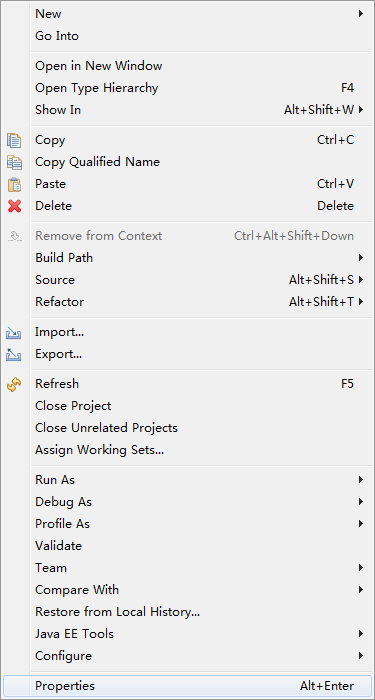 New
Go Into
Open in New Window
Open Type Hierarchy F4
Show In Alt+Shift+W
Copy Ctrl+C
Copy Qualified Name
Paste Ctrl+V
Delete Delete
Remove from Context Ctrl+Alt+Shift+Down
Build Path
Source Alt+Shift+S
Refactor Alt+Shift+T
Import...
Export...
Refresh F5
Close Project
Close Unrelated Projects
Assign Working Sets...
Run As
Debug As
Profile As
Validate
Team
Compare With
Restore from Local History...
Java EE Tools
Configure
Properties Alt+Enter